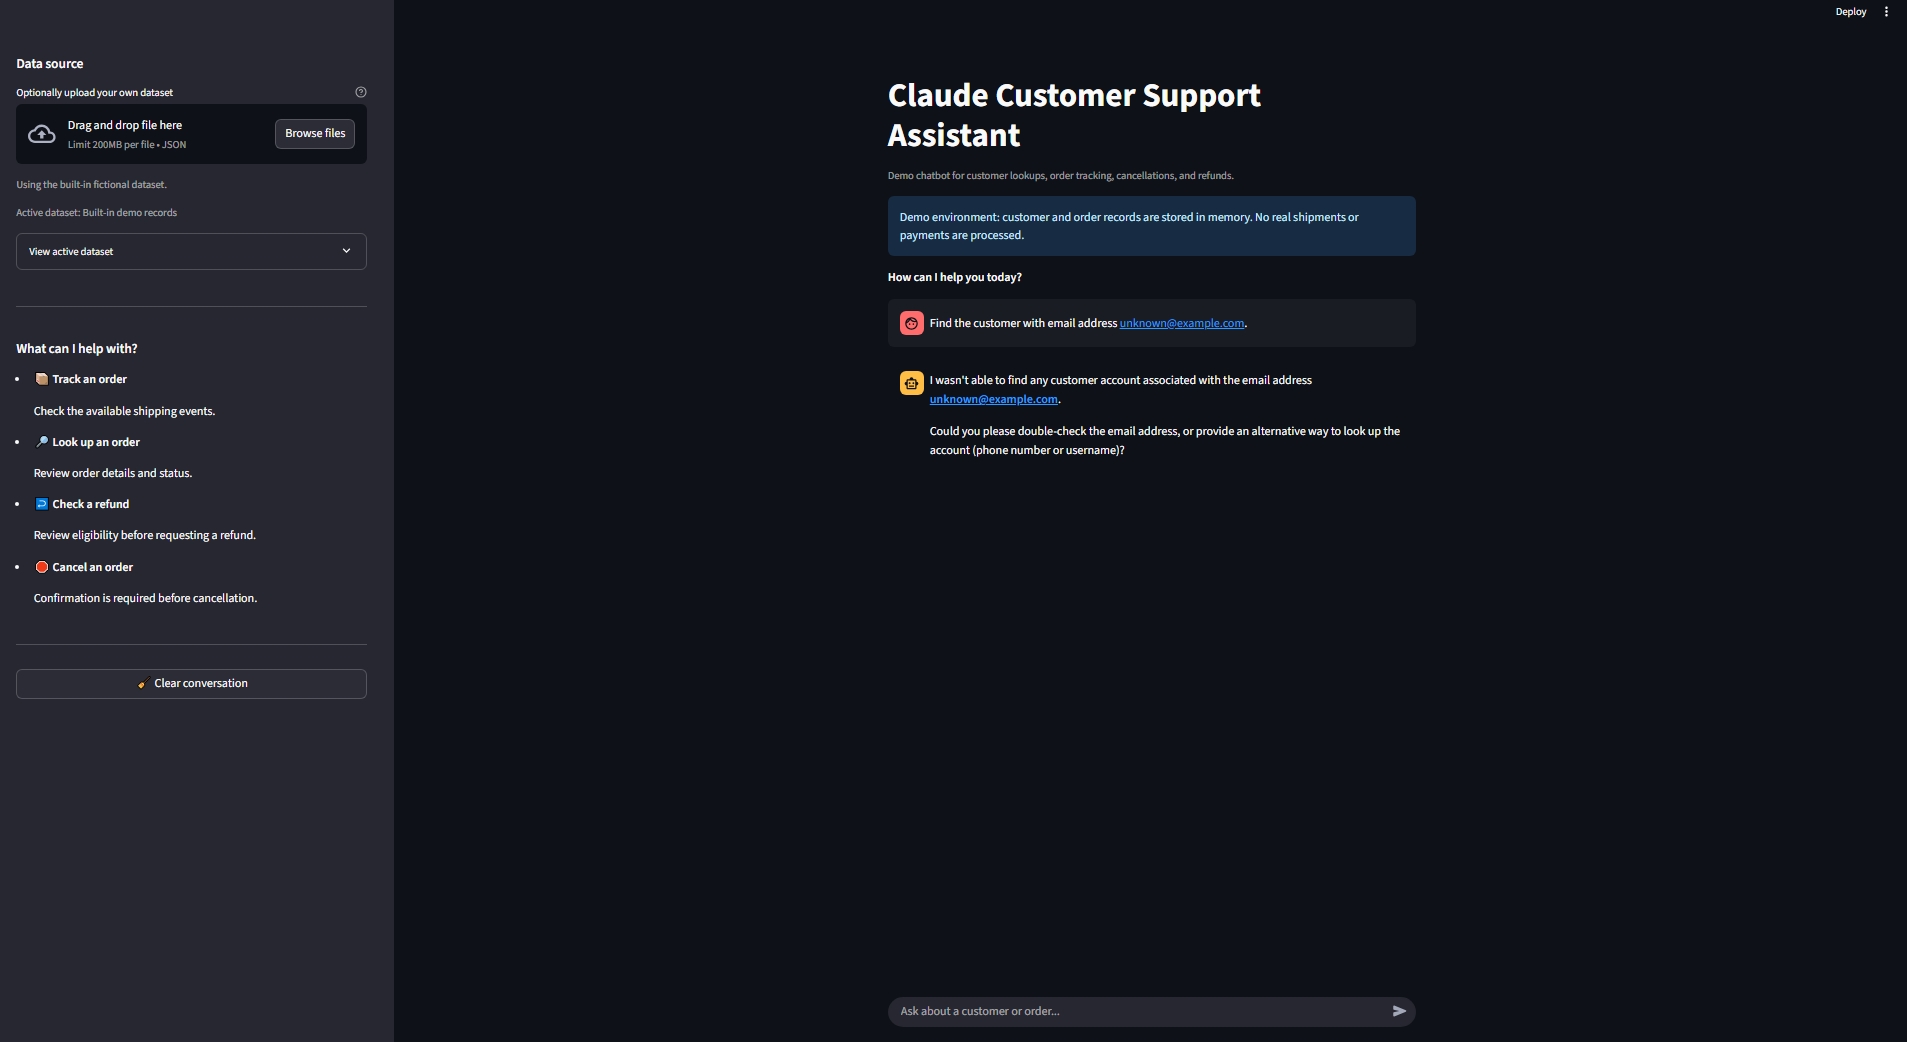 Deploy
Data source
Optionally upload your own dataset
Drag and drop file here
Limit 200MB per file • JSON
Browse files
Using the built-in fictional dataset.
Active dataset: Built-in demo records
View active dataset
What can I help with?
• Track an order
Check the available shipping events.
• Look up an order
Review order details and status.
• Check a refund
Review eligibility before requesting a refund.
• Cancel an order
Confirmation is required before cancellation.
Clear conversation
Claude Customer Support
Assistant
Demo chatbot for customer lookups, order tracking, cancellations, and refunds.
Demo environment: customer and order records are stored in memory. No real shipments or
payments are processed.
How can I help you today?
Find the customer with email address unknown@example.com.
I wasn't able to find any customer account associated with the email address
unknown@example.com.
Could you please double-check the email address, or provide an alternative way to look up the
account (phone number or username)?
Ask about a customer or order...